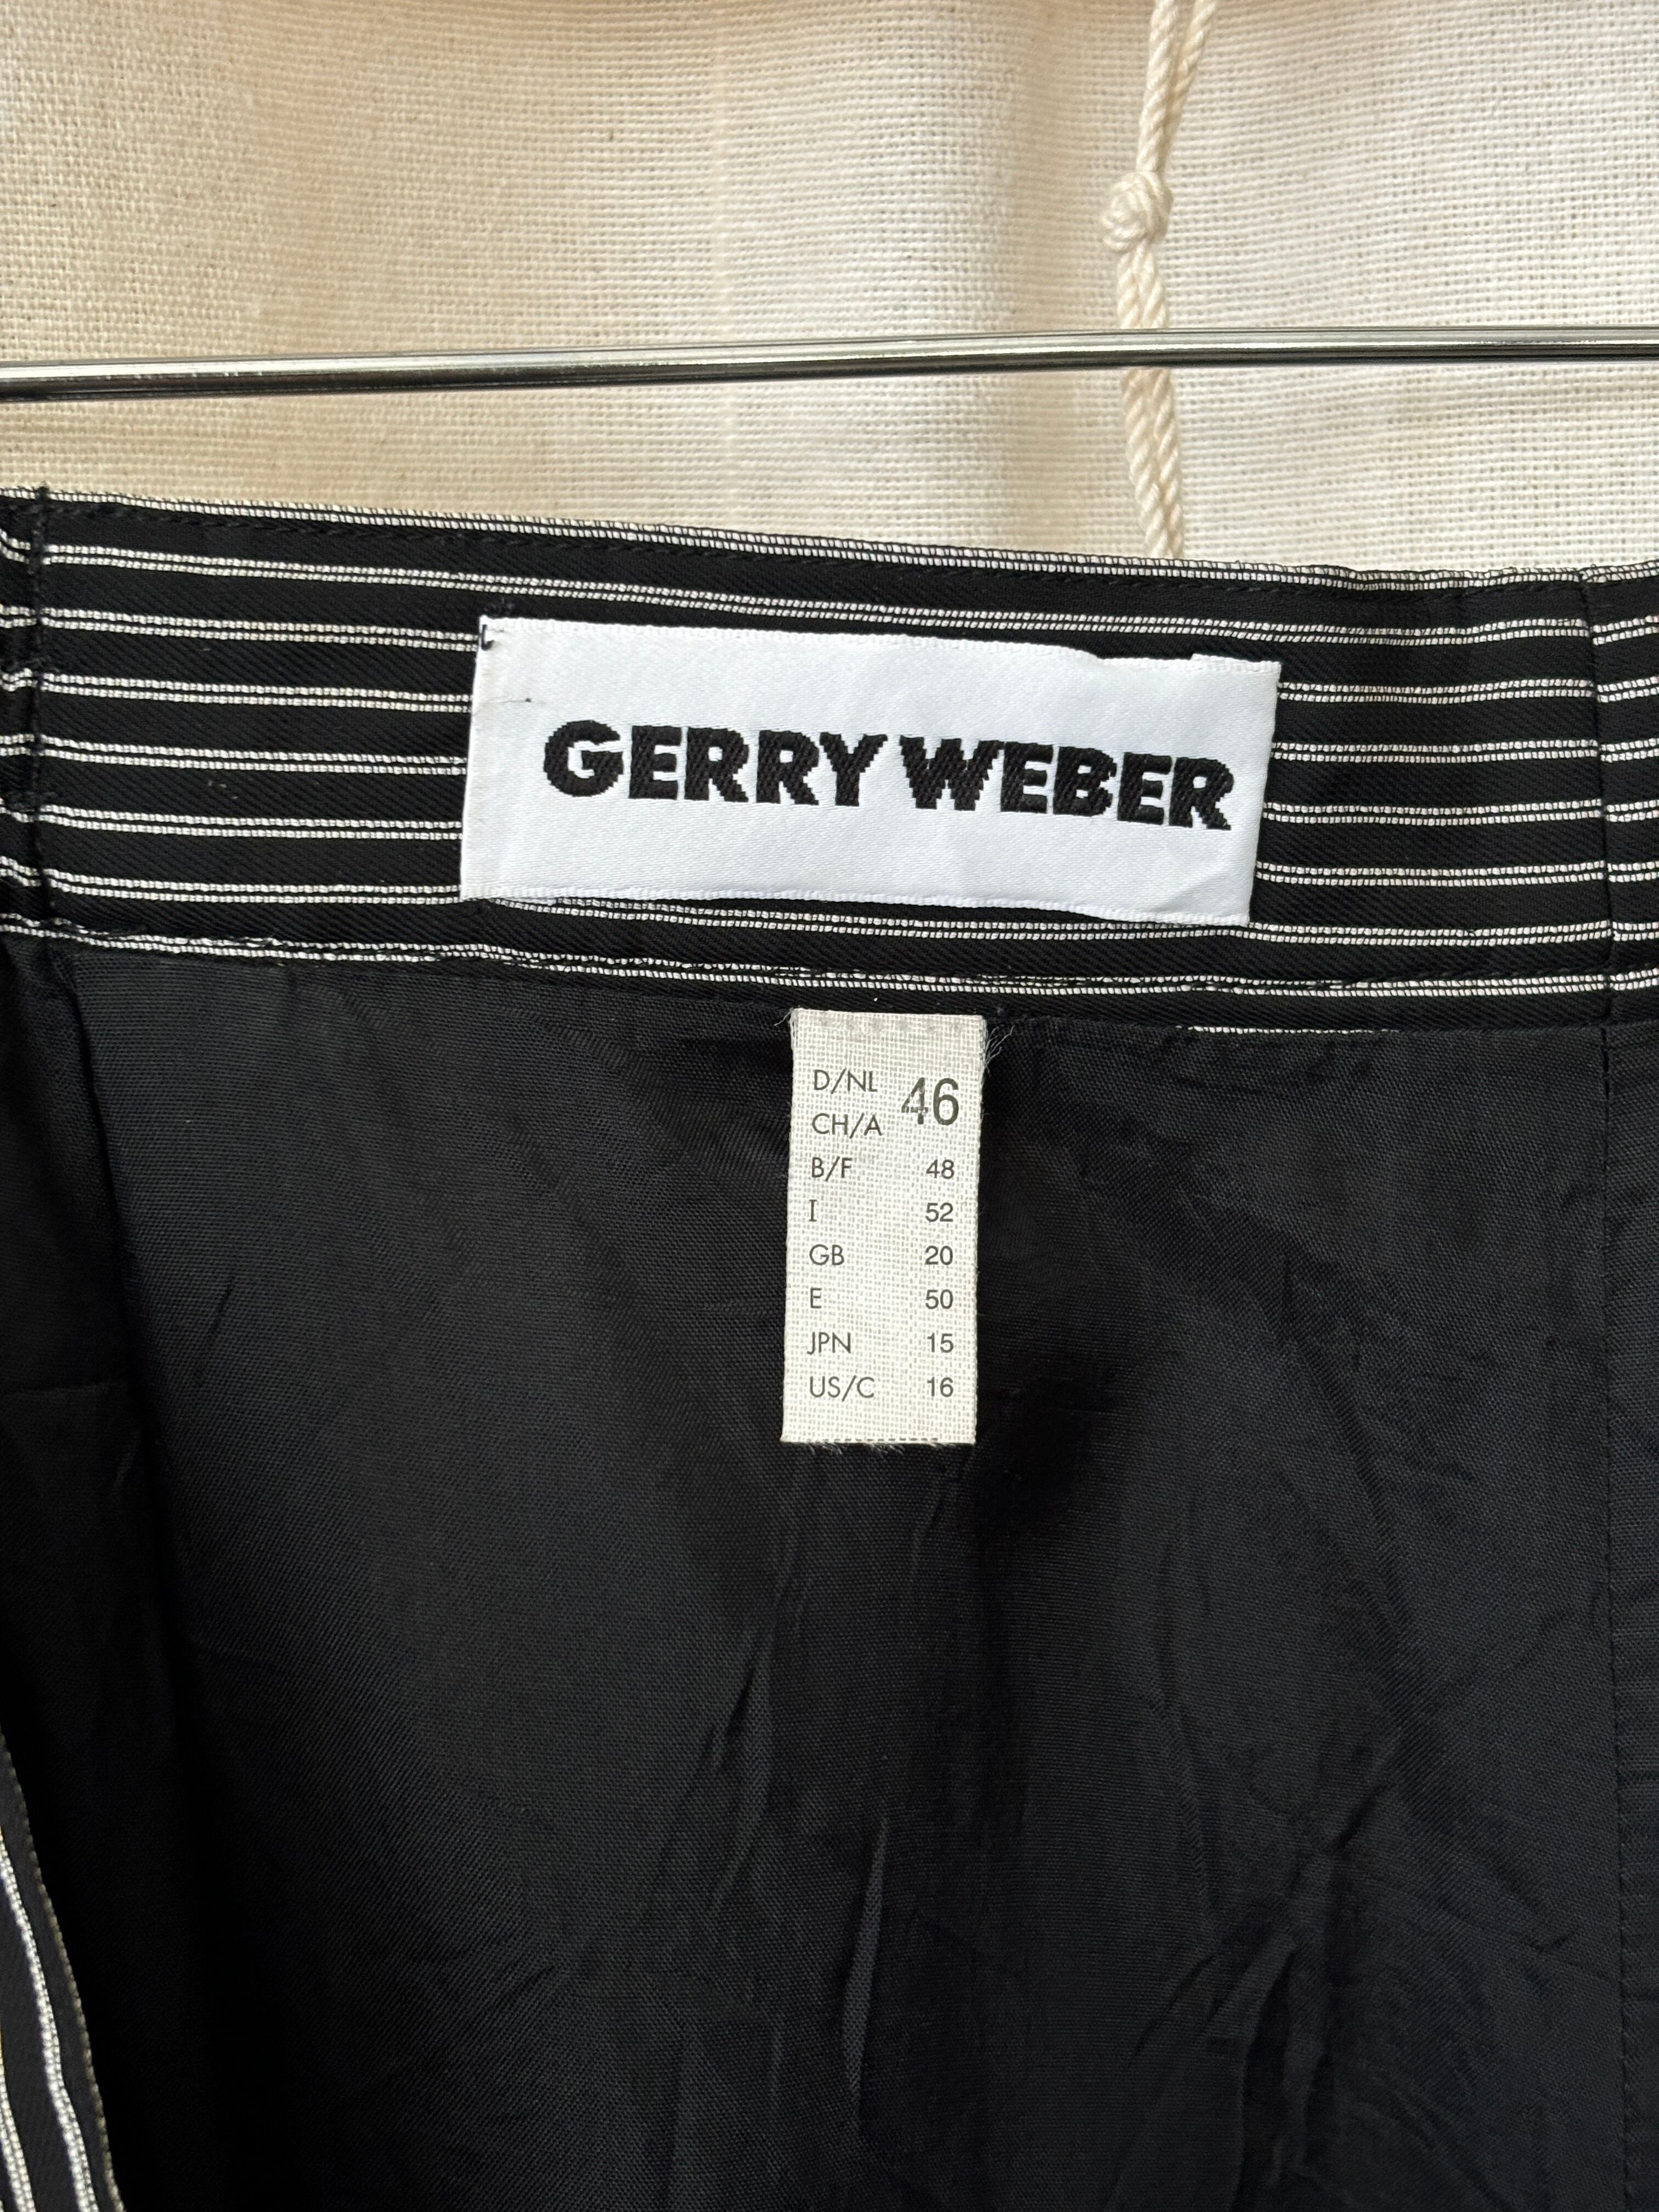 GERRY WEBER
D/NL 46
CH/A
B/F 48
I 52
GB 20
E 50
JPN 15
US/C 16